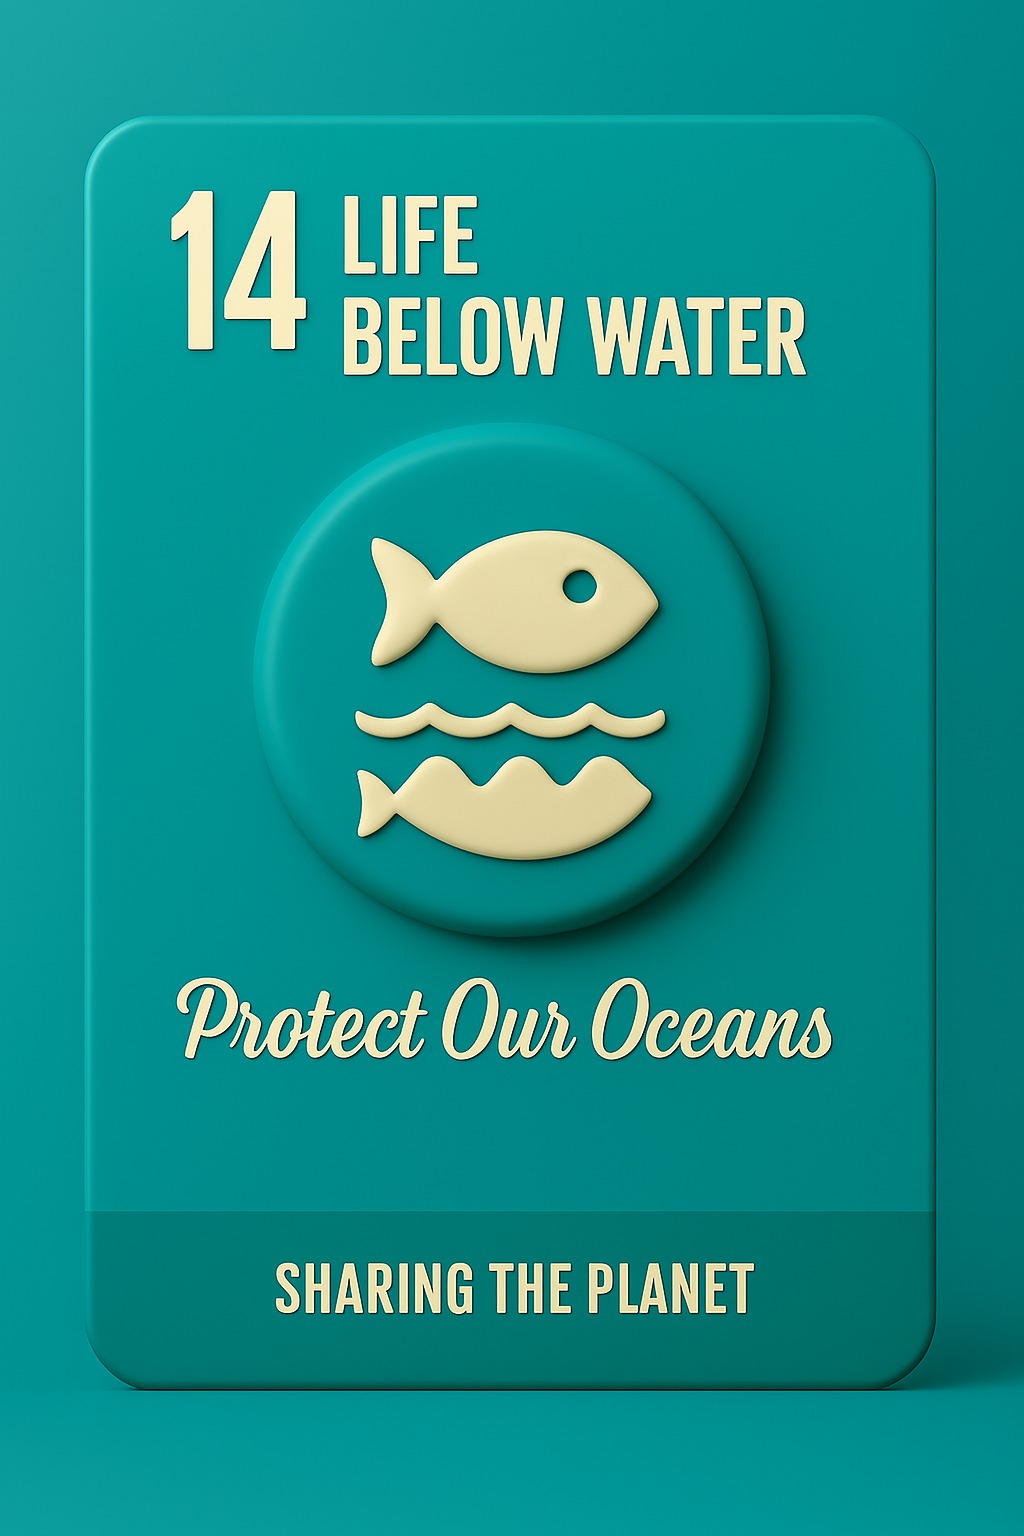 14
LIFE
BELOW WATER
Protect Our Oceans
SHARING THE PLANET